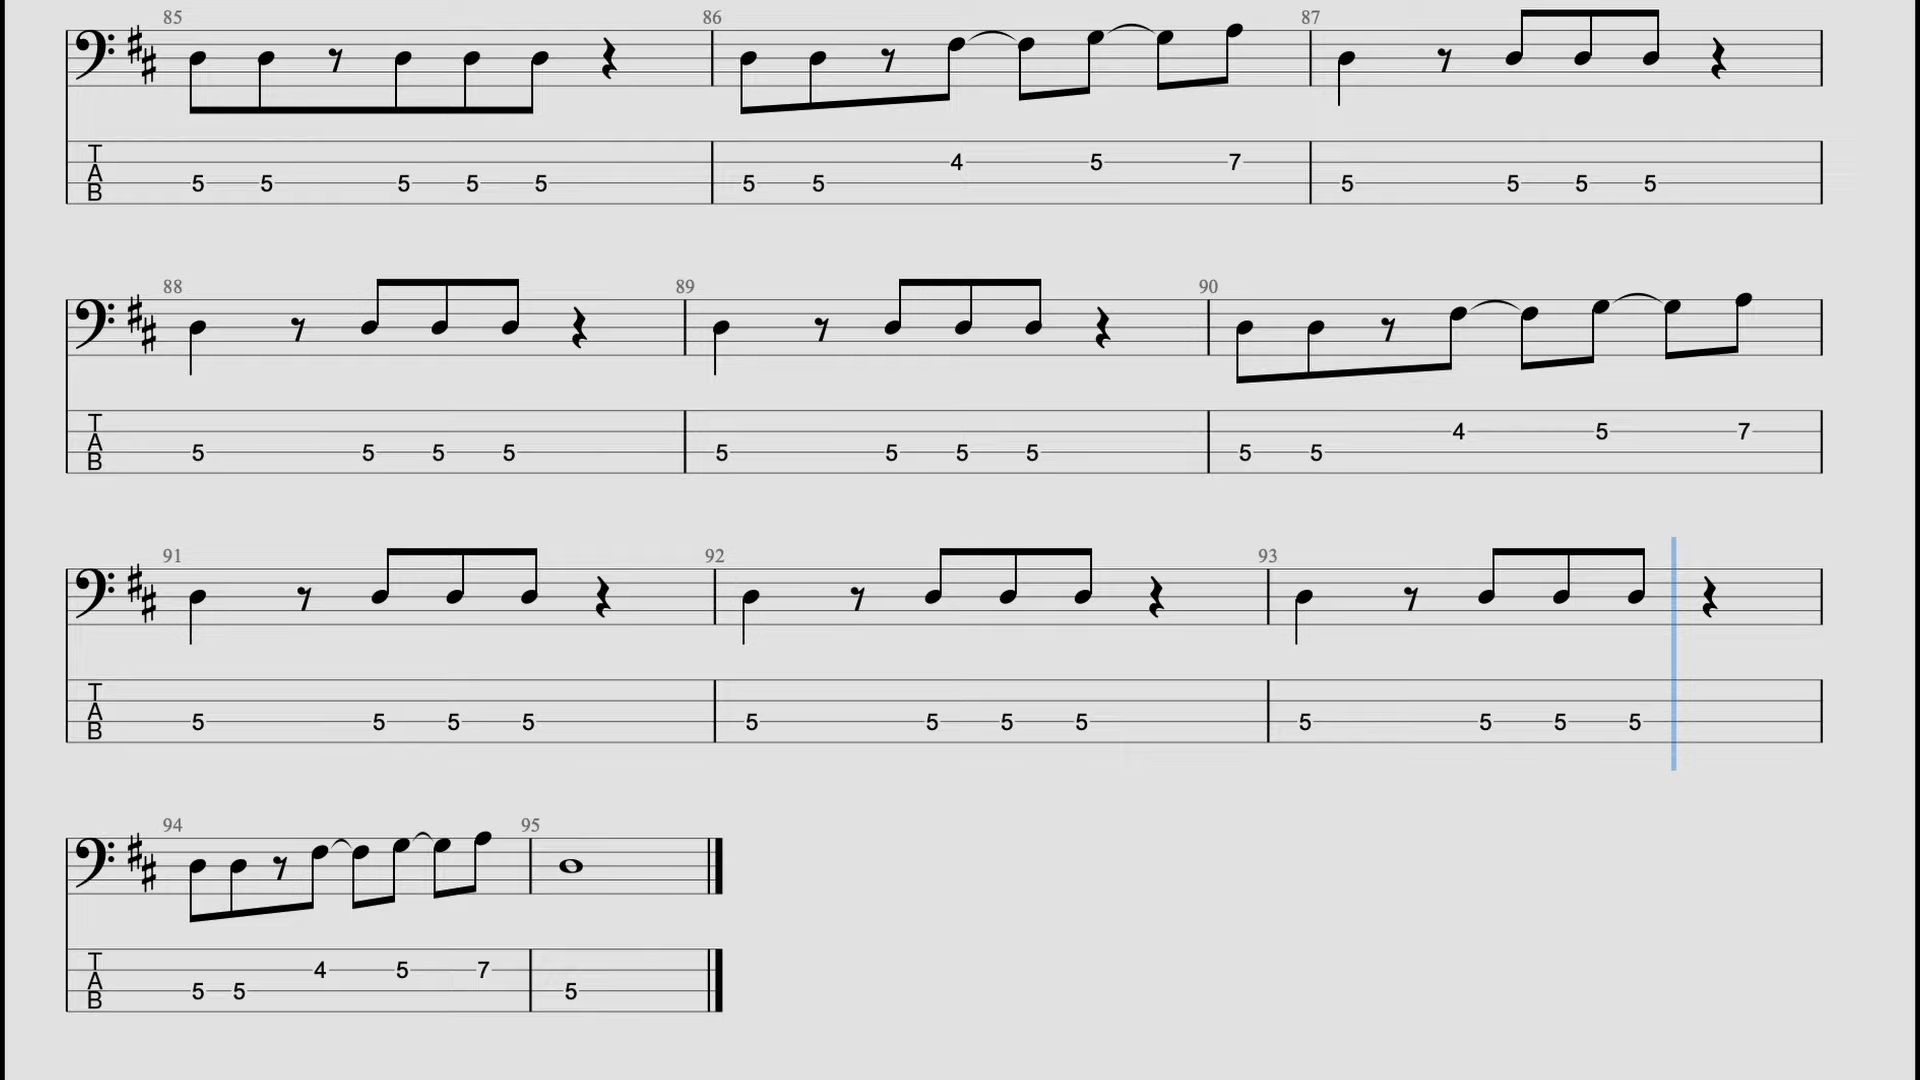 85 86 87
T 4 5 7
A 5 5 5 5 5 5 5 5 5 5 5
B
88 89 90
T 4 5 7
A 5 5 5 5 5 5 5 5 5 5
B
91 92 93
T
A 5 5 5 5 5 5 5 5 5 5 5 5
B
94 95
T 4 5 7
A 5 5 5
B